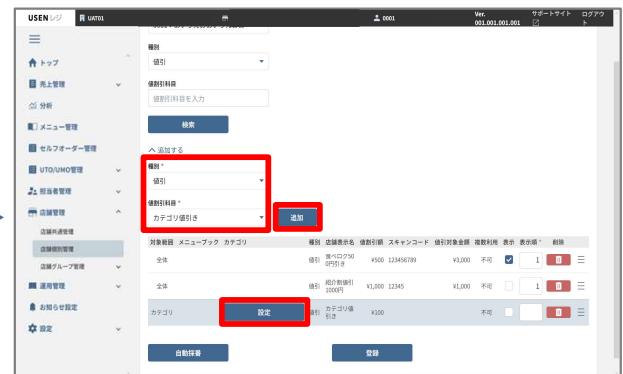 USEN レジ UAT01 0001 Ver. 001.001.001.001 サポートサイト ログアウト
トップ
売上管理
分析
メニュー管理
セルフオーダー管理
UTO/UMO管理
担当者管理
店舗管理
店舗共通管理
店舗個別管理
店舗グループ管理
運用管理
お知らせ設定
設定
種別
値引
値割引科目
値割引科目を入力
検索
追加する
種別 *
値引
値割引科目 *
カテゴリ値引き
追加
対象範囲 メニューブック カテゴリ 種別 店舗表示名 値割引額 スキャンコード 値引対象金額 複数利用 表示 表示順 * 削除
全体 値引 食べログ500円引き ¥500 123456789 ¥3,000 不可 1
全体 値引 紹介割値引1000円 ¥1,000 12345 ¥1,000 不可 1
カテゴリ 設定 値引 カテゴリ値引き ¥100 不可
自動採番 登録